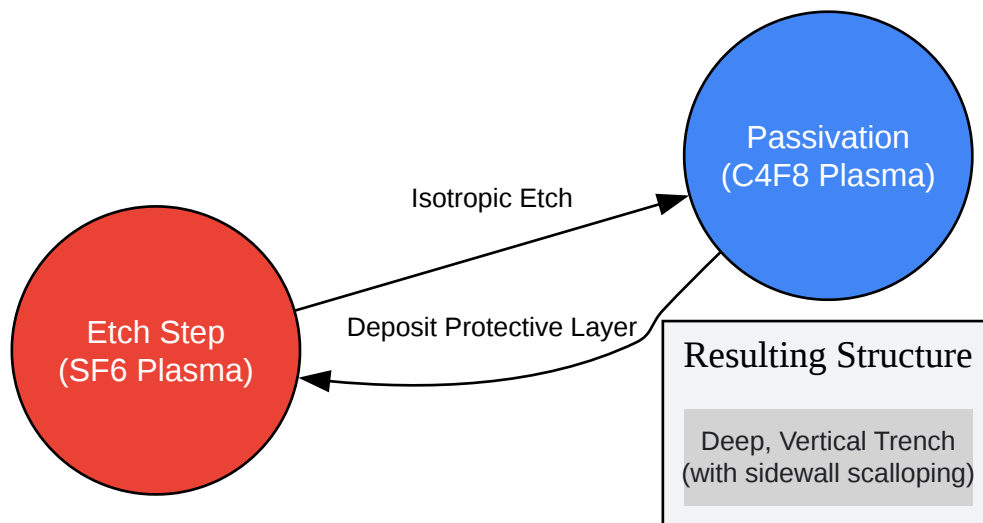 Passivation
(C4F8 Plasma)
Isotropic Etch
Etch Step
(SF6 Plasma)
Deposit Protective Layer
Resulting Structure
Deep, Vertical Trench
(with sidewall scalloping)